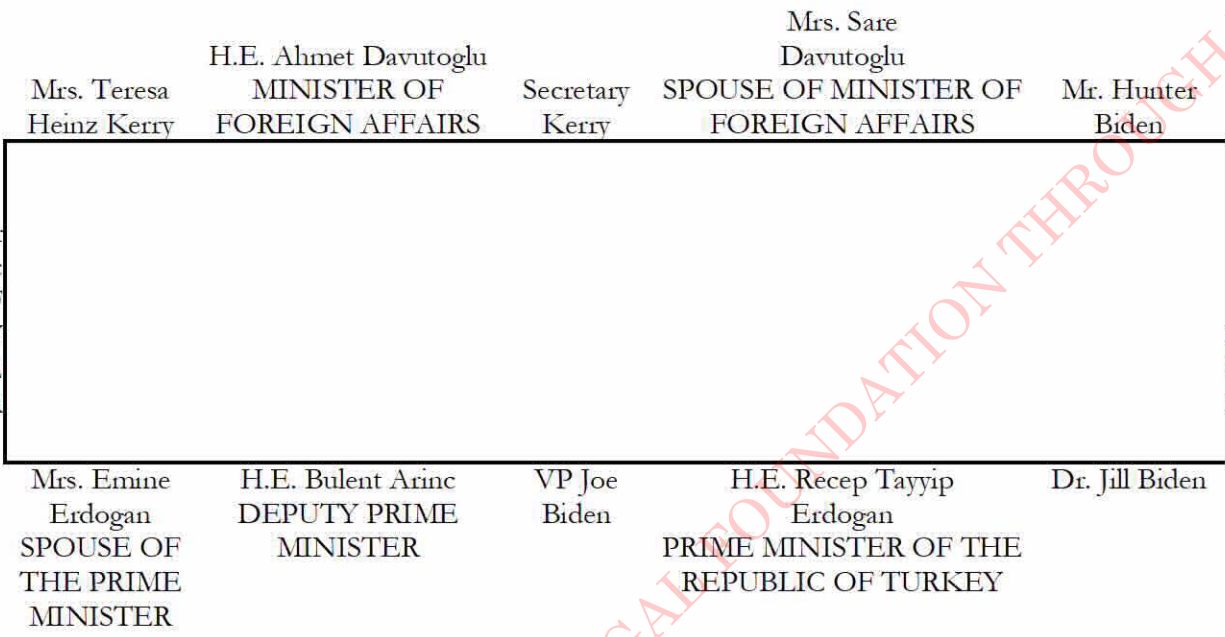 Mrs. Teresa
Heinz Kerry
H.E. Ahmet Davutoglu
MINISTER OF
FOREIGN AFFAIRS
Secretary
Kerry
Mrs. Sare
Davutoglu
SPOUSE OF MINISTER OF
FOREIGN AFFAIRS
Mr. Hunter
Biden
Mrs. Emine
Erdogan
SPOUSE OF
THE PRIME
MINISTER
H.E. Bulent Arinc
DEPUTY PRIME
MINISTER
VP Joe
Biden
H.E. Recep Tayyip
Erdogan
PRIME MINISTER OF THE
REPUBLIC OF TURKEY
Dr. Jill Biden
FOUNDATION THROUGH